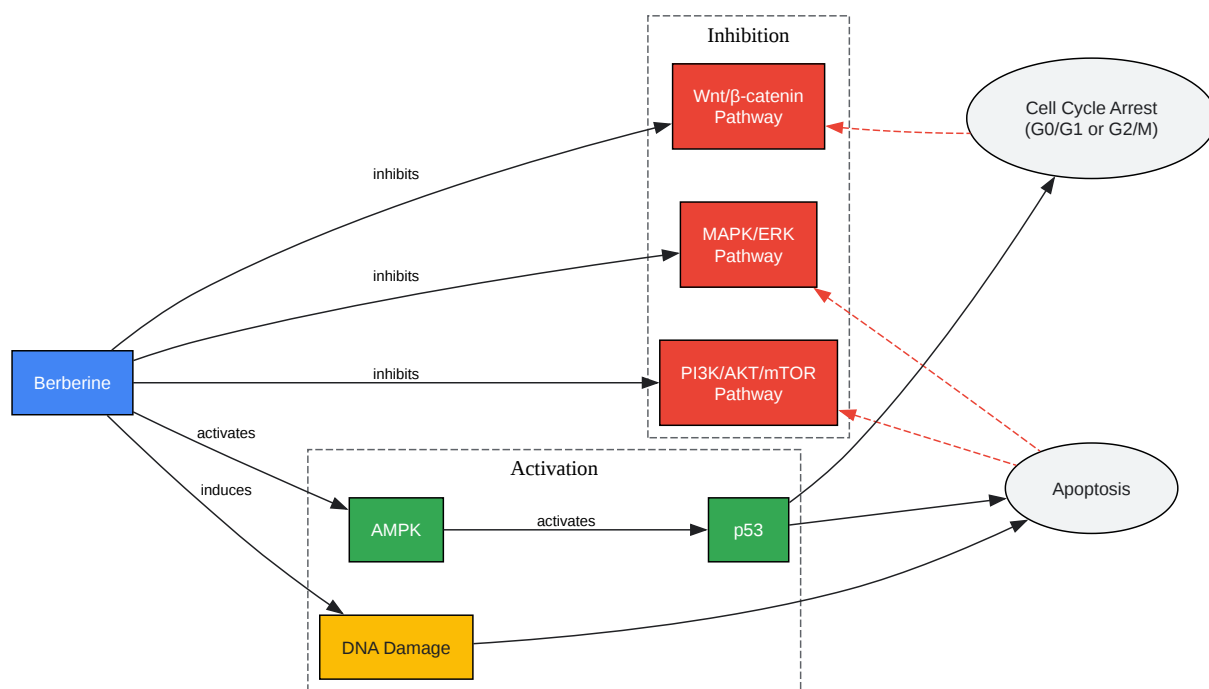 Inhibition
Wnt/β-catenin
Pathway
Cell Cycle Arrest
(G0/G1 or G2/M)
inhibits
MAPK/ERK
Pathway
inhibits
Berberine
inhibits
PI3K/AKT/mTOR
Pathway
activates
Activation
induces
AMPK
activates
p53
Apoptosis
DNA Damage